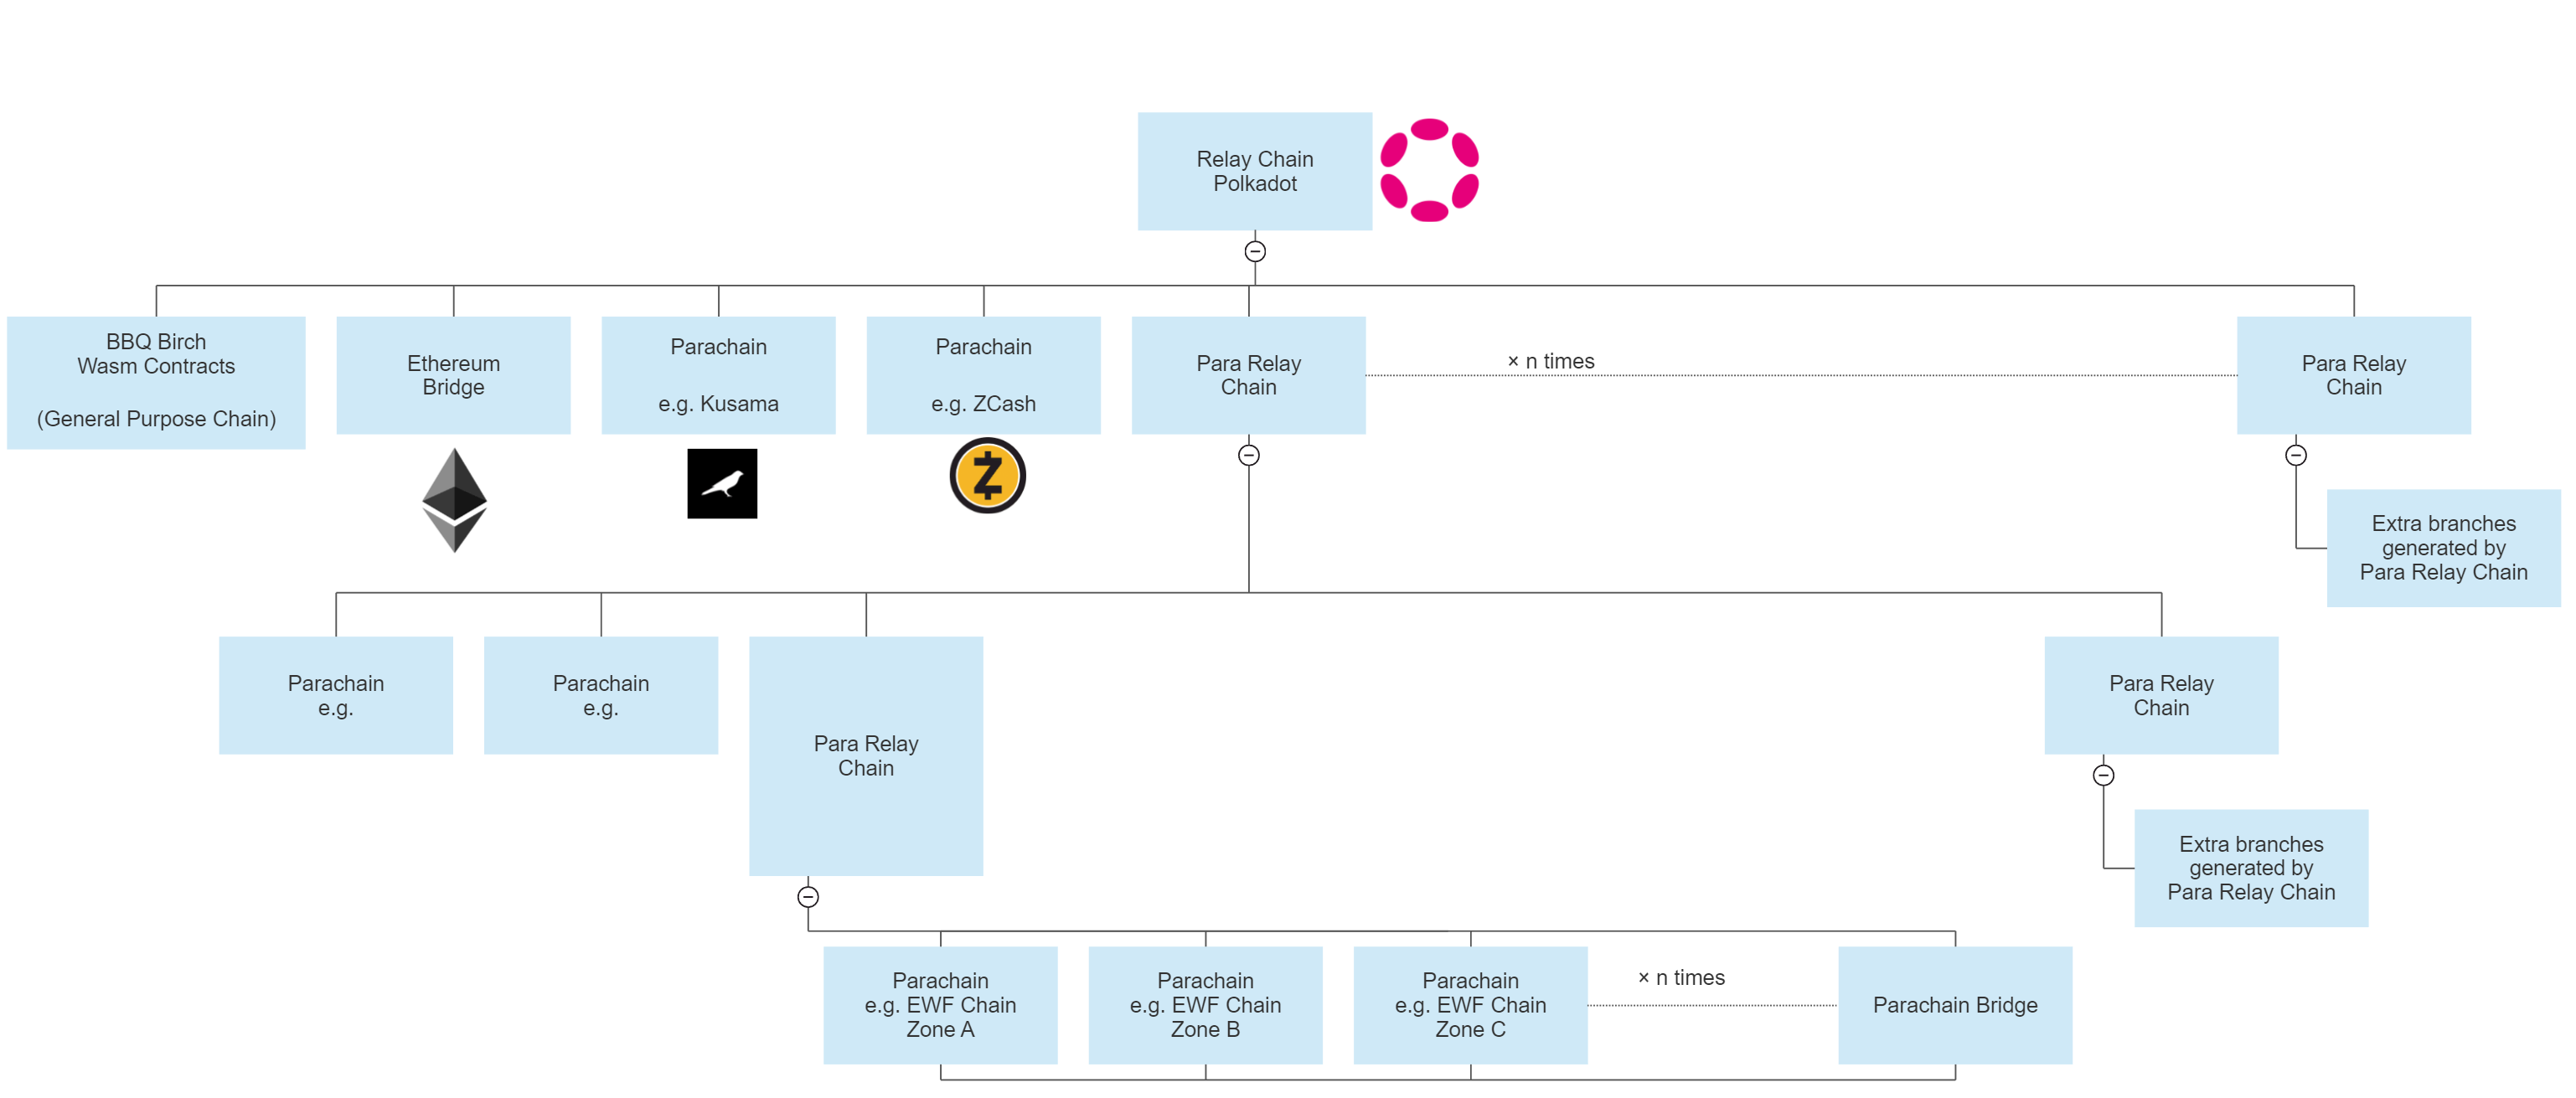 Relay Chain
Polkadot
BBQ Birch
Wasm Contracts
(General Purpose Chain)
Ethereum
Bridge
Parachain
e.g. Kusama
Parachain
e.g. ZCash
Para Relay
Chain
× n times
Para Relay
Chain
Extra branches
generated by
Para Relay Chain
Parachain
e.g.
Parachain
e.g.
Para Relay
Chain
Para Relay
Chain
Extra branches
generated by
Para Relay Chain
Parachain
e.g. EWF Chain
Zone A
Parachain
e.g. EWF Chain
Zone B
Parachain
e.g. EWF Chain
Zone C
× n times
Parachain Bridge